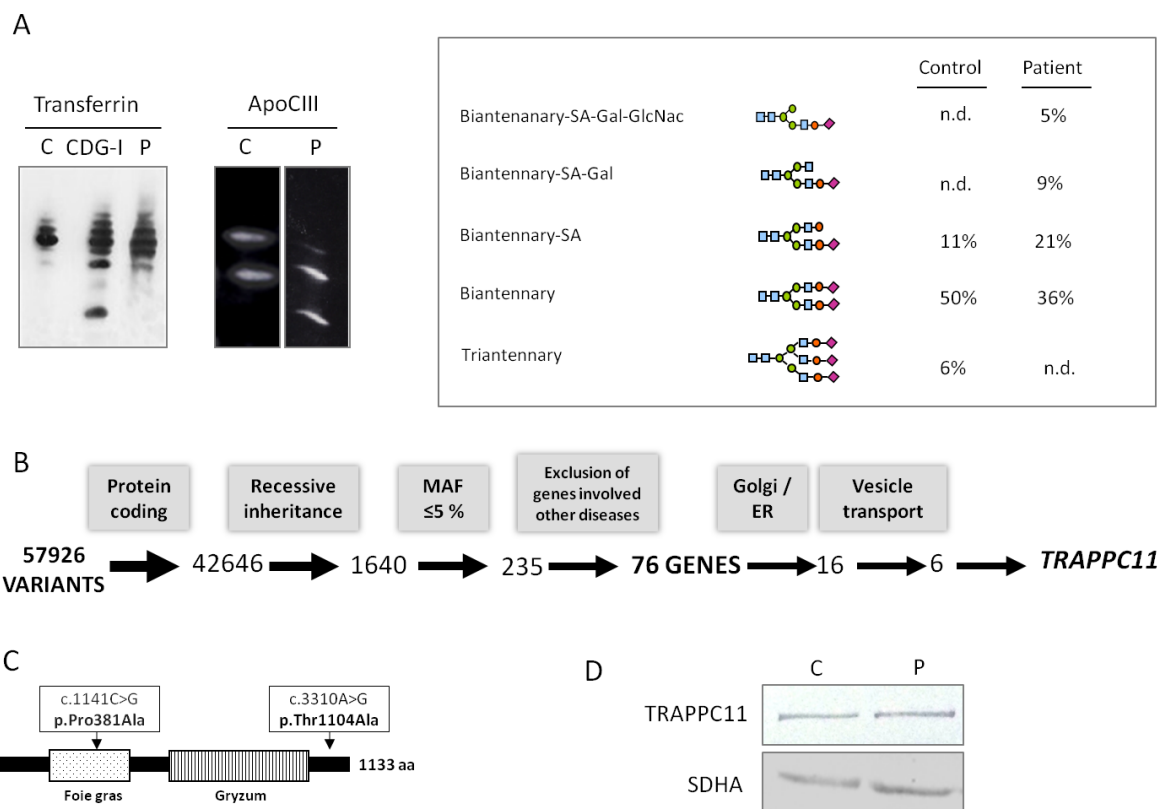 A
Transferrin
C CDG-I P
ApoCIII
C P
Control Patient
Biantenanary-SA-Gal-GlcNac n.d. 5%
Biantennary-SA-Gal n.d. 9%
Biantennary-SA 11% 21%
Biantennary 50% 36%
Triantennary 6% n.d.
B
Protein
coding
Recessive
inheritance
MAF
≤5 %
Exclusion of
genes involved
other diseases
Golgi /
ER
Vesicle
transport
57926
VARIANTS
42646 1640 235 76 GENES 16 6 TRAPPC11
C
c.1141C>G
p.Pro381Ala
c.3310A>G
p.Thr1104Ala
1133 aa
Foie gras
Gryzum
D
C P
TRAPPC11
SDHA